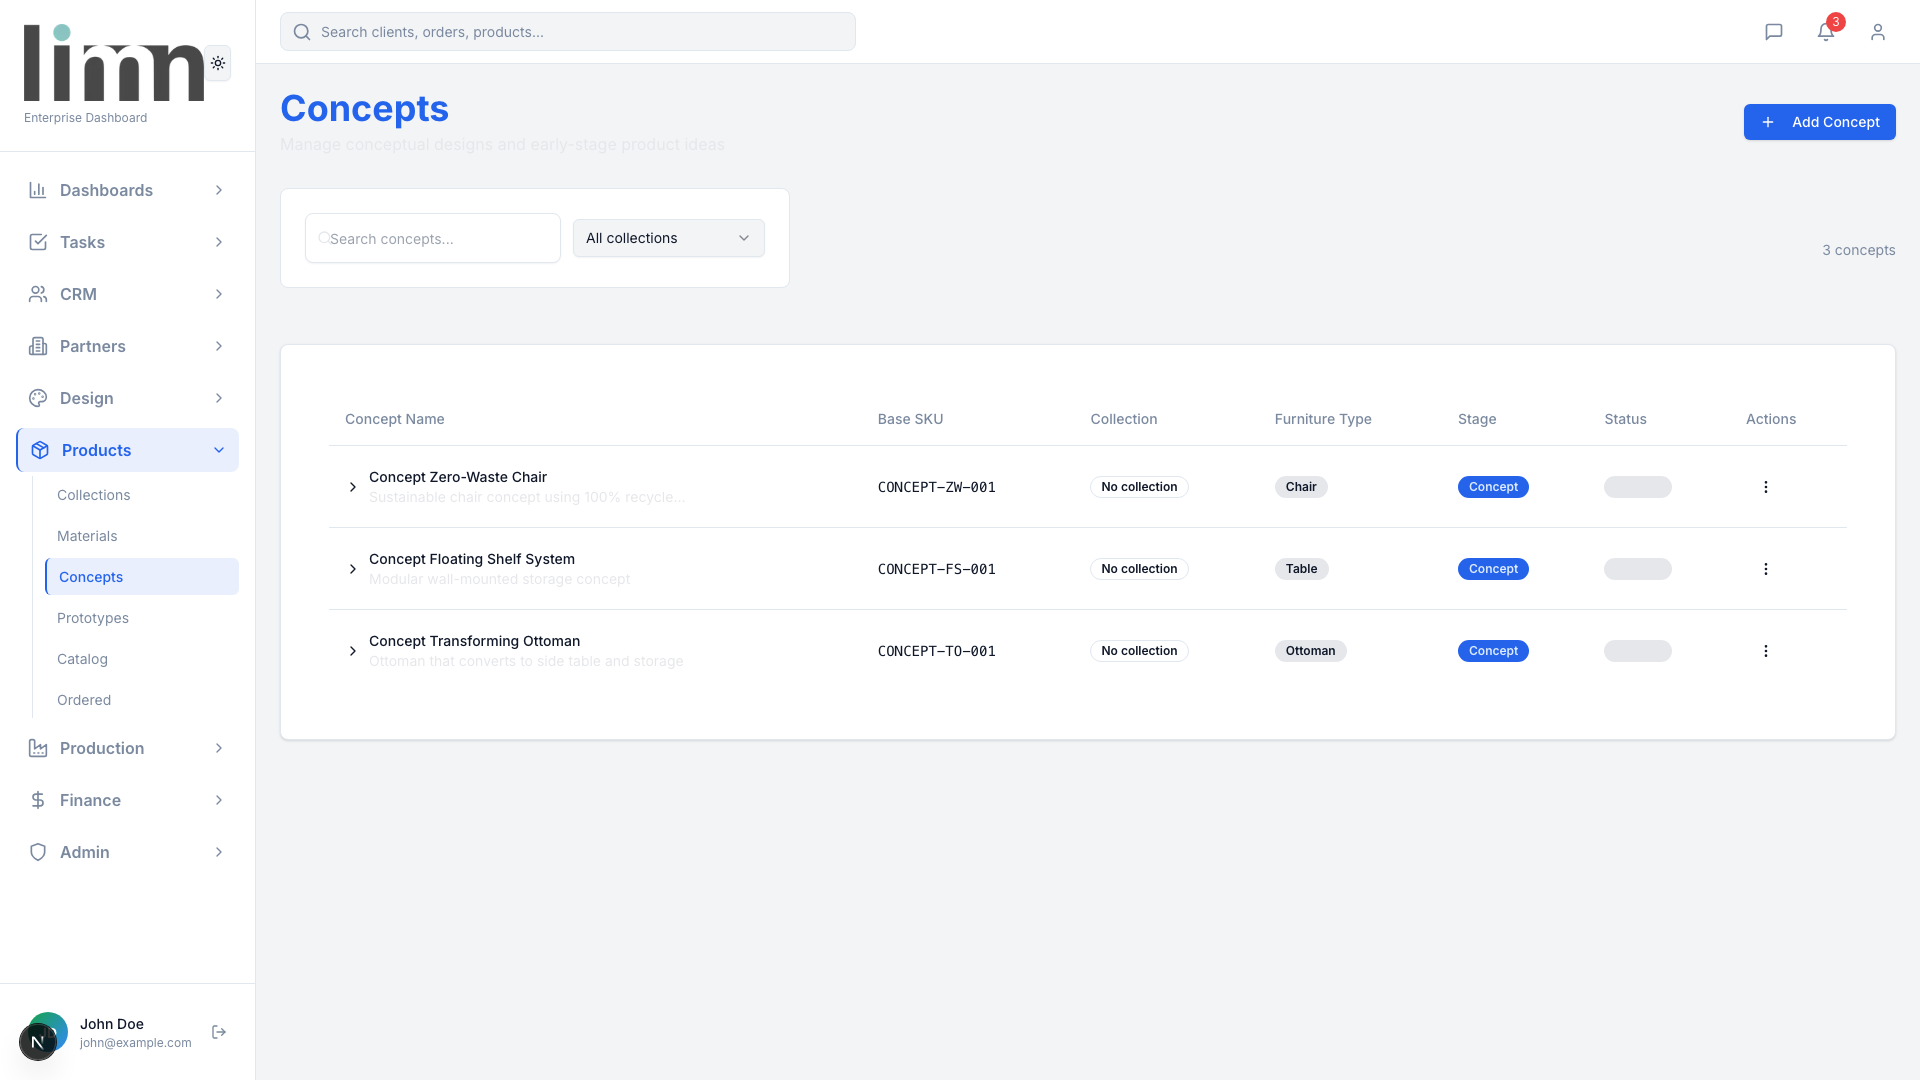 limn
Enterprise Dashboard
Search clients, orders, products...
3
Concepts
Manage conceptual designs and early-stage product ideas
Add Concept
Search concepts...
All collections
3 concepts
Dashboards
Tasks
CRM
Partners
Design
Products
Collections
Materials
Concepts
Prototypes
Catalog
Ordered
Production
Finance
Admin
Concept Name Base SKU Collection Furniture Type Stage Status Actions
Concept Zero-Waste Chair
Sustainable chair concept using 100% recycle...
CONCEPT-ZW-001 No collection Chair Concept
Concept Floating Shelf System
Modular wall-mounted storage concept
CONCEPT-FS-001 No collection Table Concept
Concept Transforming Ottoman
Ottoman that converts to side table and storage
CONCEPT-TO-001 No collection Ottoman Concept
N
John Doe
john@example.com